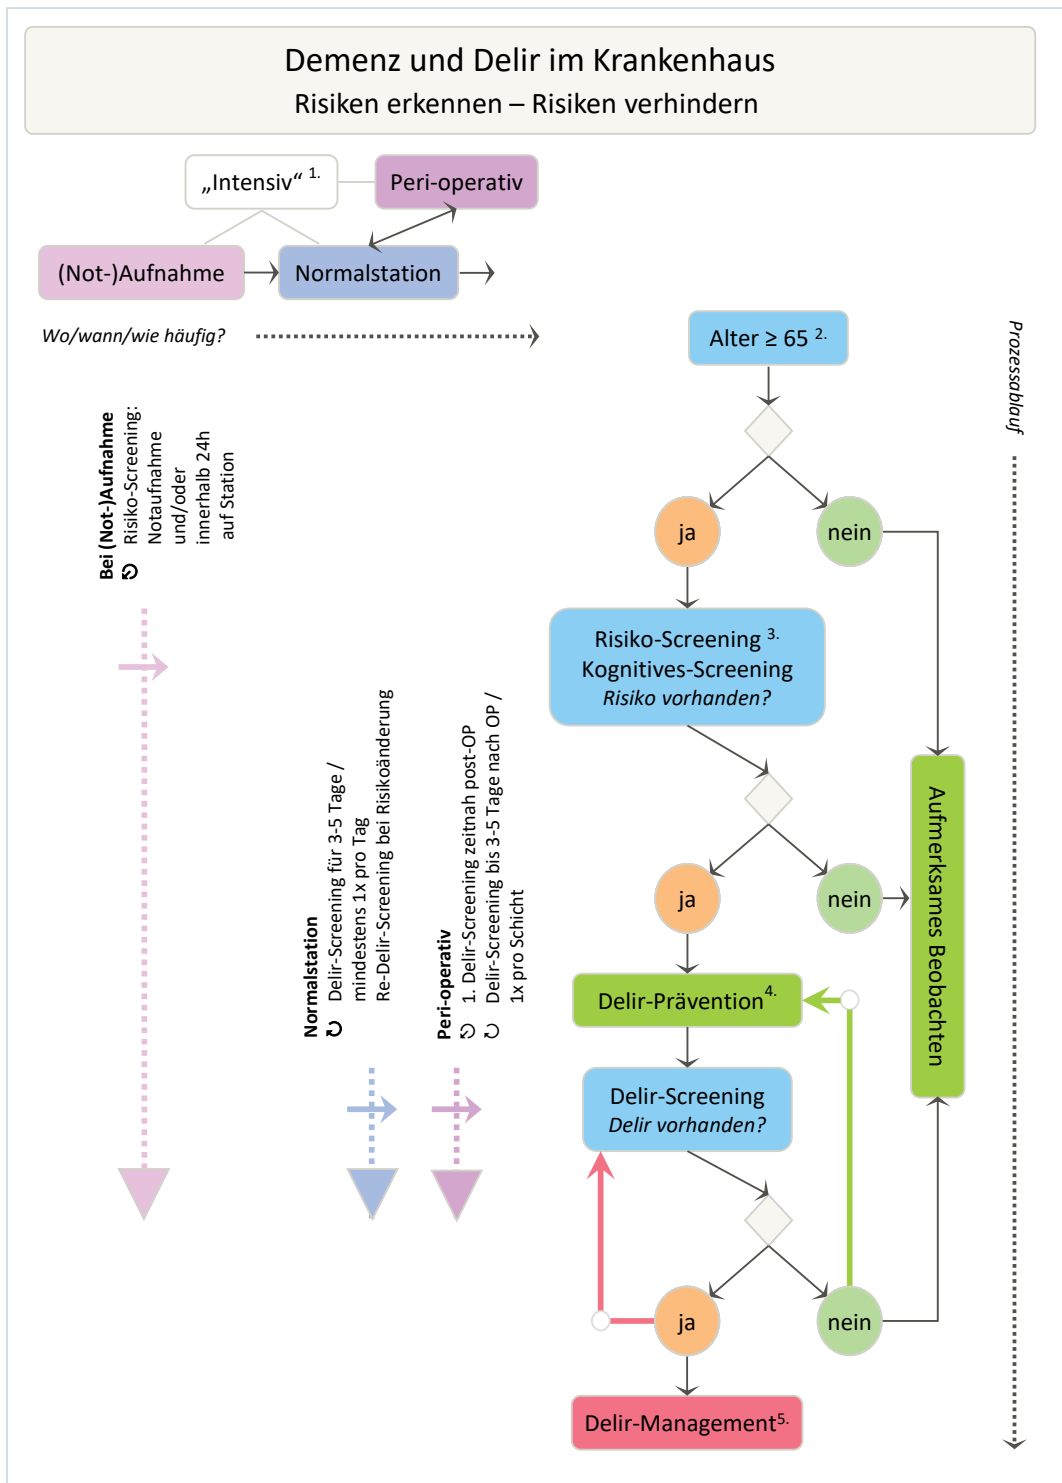 Demenz und Delir im Krankenhaus
Risiken erkennen – Risiken verhindern
„Intensiv“ 1.
Peri-operativ
(Not-)Aufnahme
Normalstation
Wo/wann/wie häufig?
Alter ≥ 65 2.
Prozessablauf
Bei (Not-)Aufnahme
Risiko-Screening:
Notaufnahme
und/oder
innerhalb 24h
auf Station
ja
nein
Risiko-Screening 3.
Kognitives-Screening
Risiko vorhanden?
Normalstation
Delir-Screening für 3-5 Tage /
mindestens 1x pro Tag
Re-Delir-Screening bei Risikoänderung
Peri-operativ
1. Delir-Screening zeitnah post-OP
Delir-Screening bis 3-5 Tage nach OP /
1x pro Schicht
Aufmerksames Beobachten
ja
nein
Delir-Prävention4.
Delir-Screening
Delir vorhanden?
ja
nein
Delir-Management5.